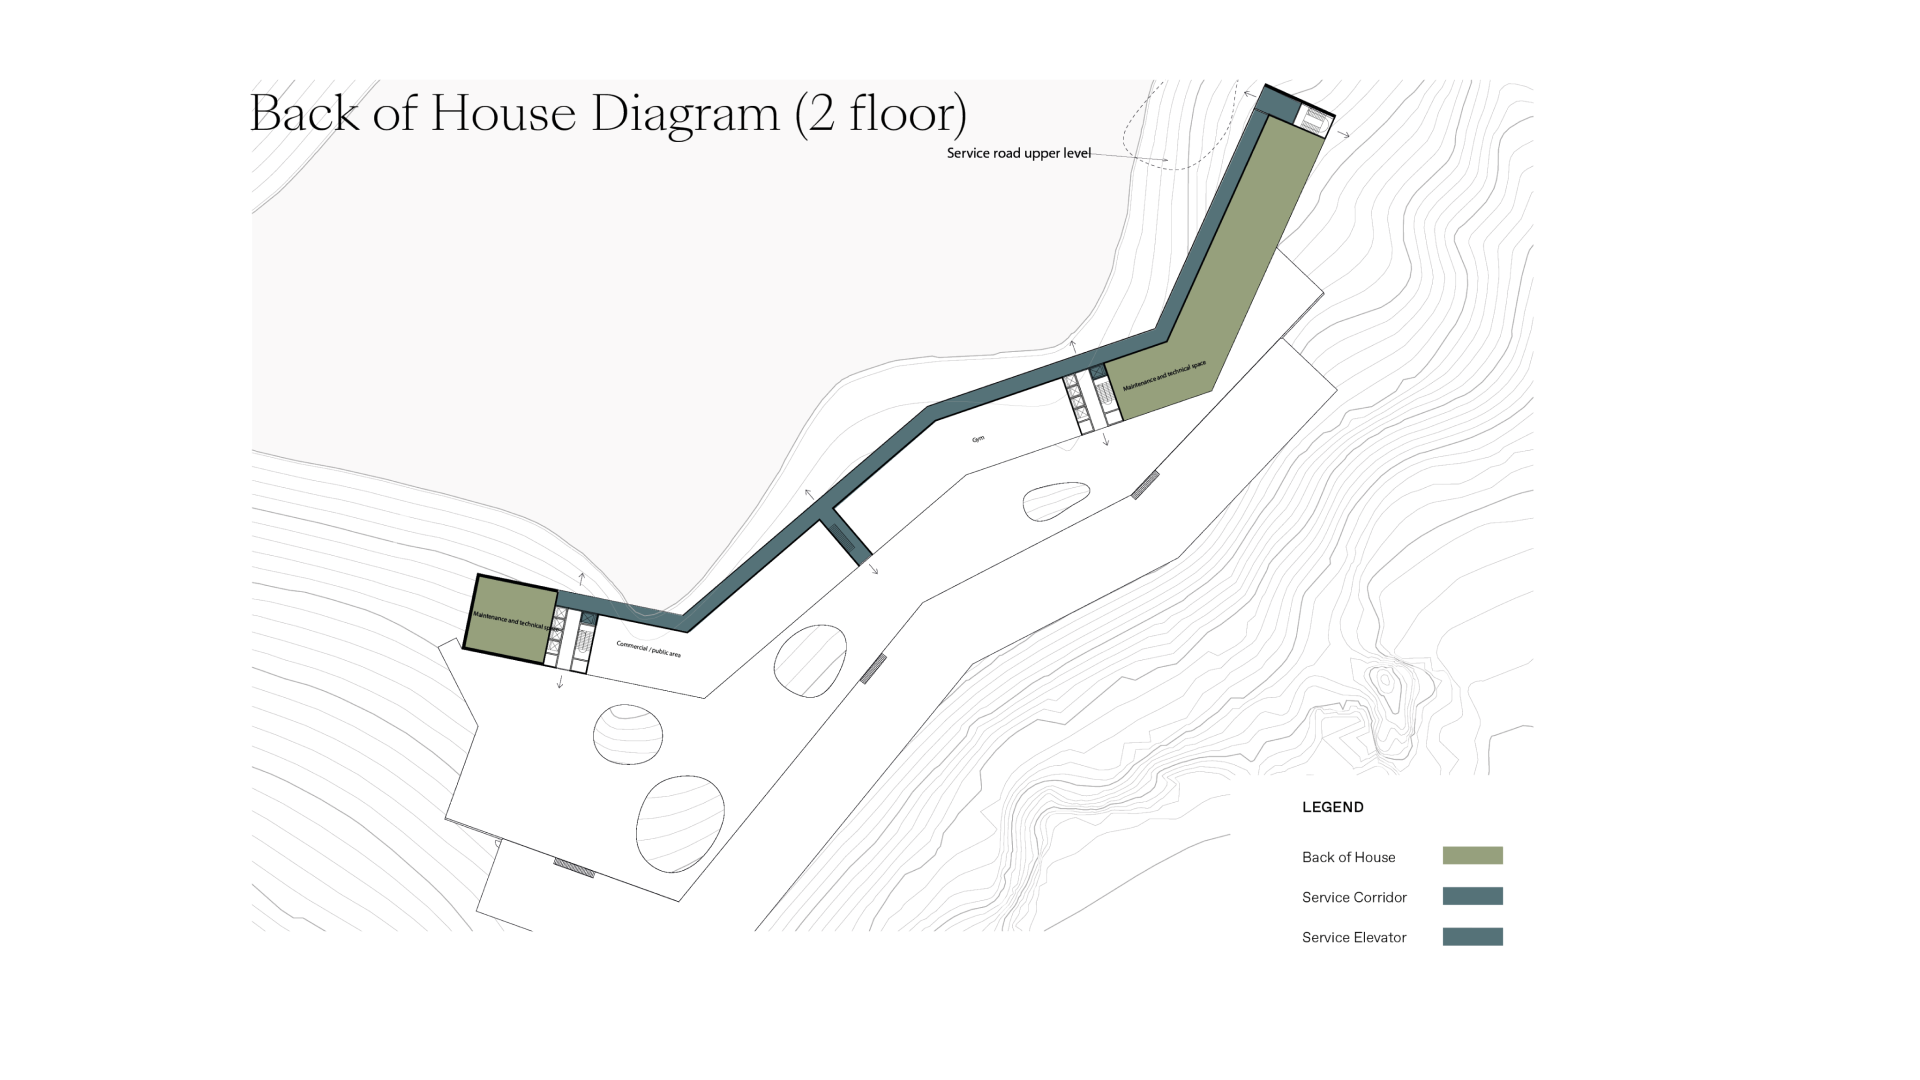 Back of House Diagram (2 floor)
Service road upper level
Maintenance and technical space
Gym
Maintenance and technical space
Commercial / public area
LEGEND
Back of House
Service Corridor
Service Elevator